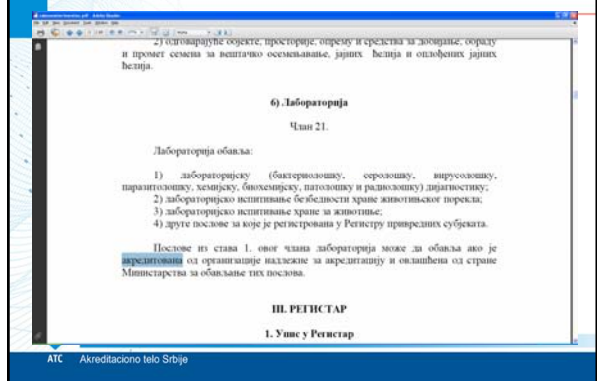 2) одговарајуће објекте, просторије, опрему и средства за добијање, обраду
и промет семена за вештачко осемењавање, јајних ћелија и оплођених јајних
ћелија.
6) Лабораторија
Члан 21.
Лабораторија обавља:
1) лабораторијску (бактериолошку, серолошку, вирусолошку,
паразитолошку, хемијску, биохемијску, патолошку и радиолошку) дијагностику;
2) лабораторијско испитивање безбедности хране животињског порекла;
3) лабораторијско испитивање хране за животиње;
4) друге послове за које је регистрована у Регистру привредних субјеката.
Послове из става 1. овог члана лабораторија може да обавља ако је
акредитована од организације надлежне за акредитацију и овлашћена од стране
Министарства за обављање тих послова.
III. РЕГИСТАР
1. Упис у Регистар
ATC Akreditaciono telo Srbije